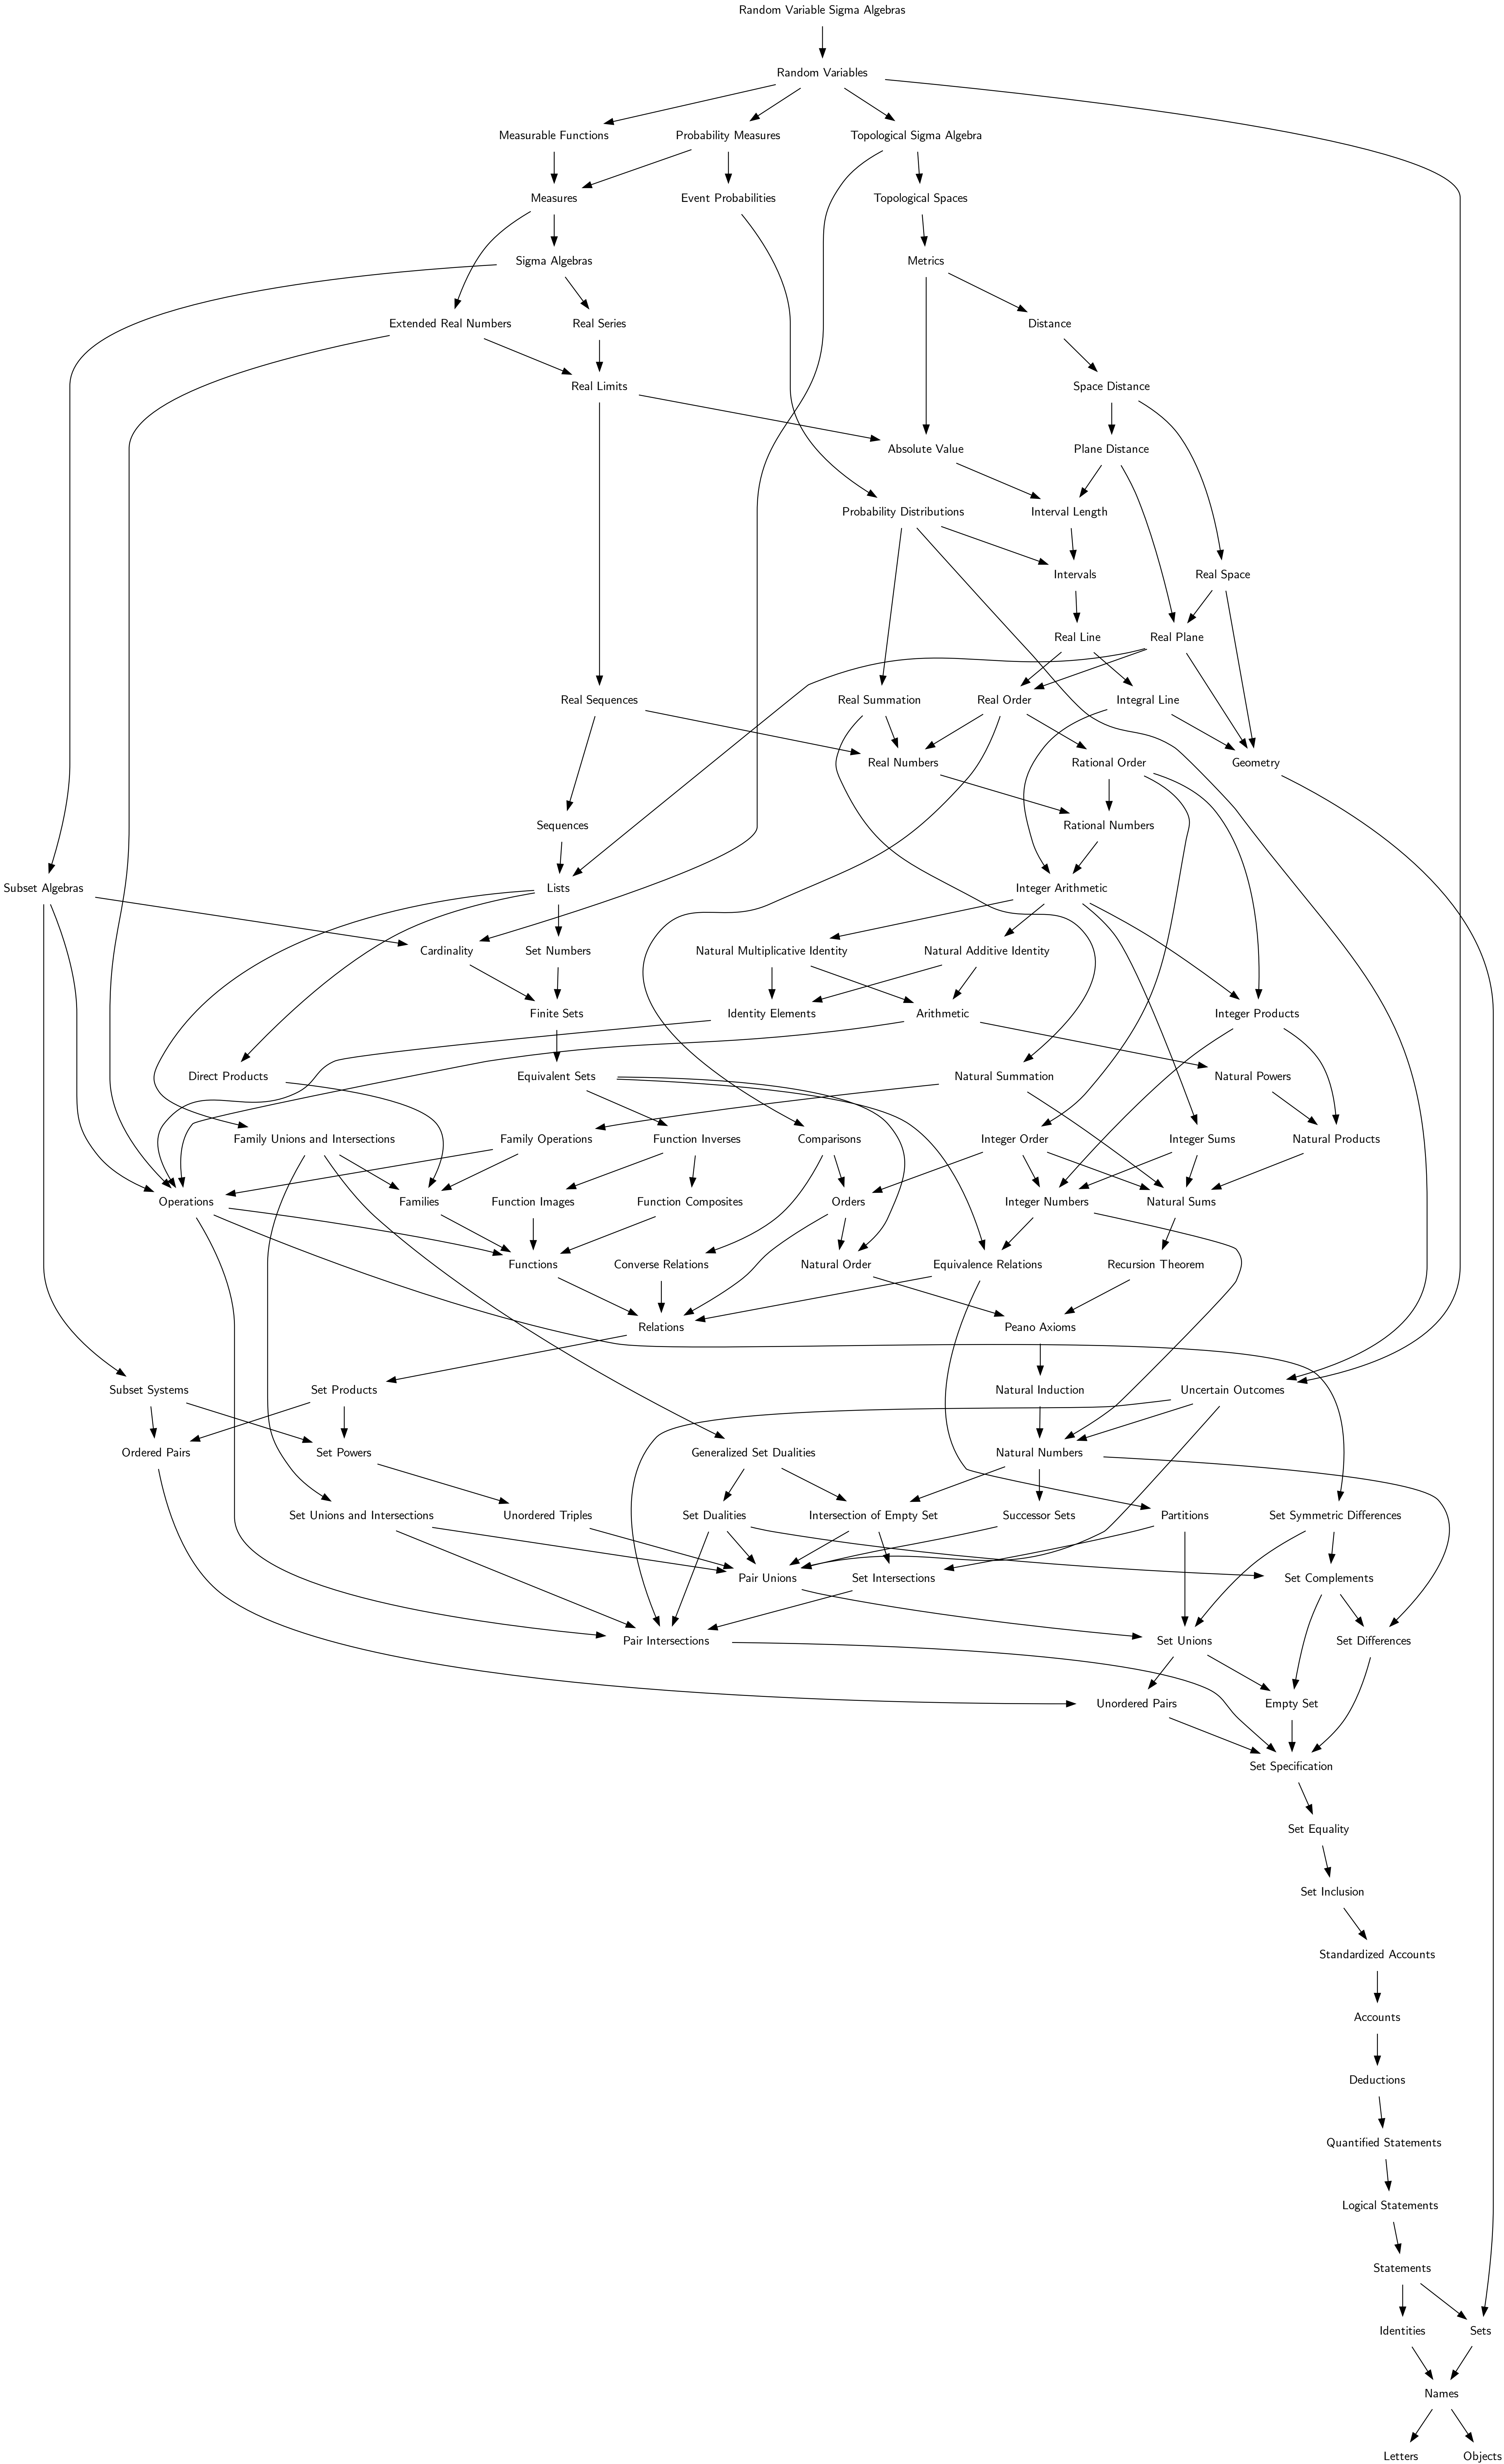 Random Variable Sigma Algebras
Random Variables
Measurable Functions
Probability Measures
Topological Sigma Algebra
Measures
Event Probabilities
Topological Spaces
Sigma Algebras
Metrics
Extended Real Numbers
Real Series
Distance
Real Limits
Space Distance
Absolute Value
Plane Distance
Probability Distributions
Interval Length
Intervals
Real Space
Real Line
Real Plane
Real Sequences
Real Summation
Real Order
Integral Line
Real Numbers
Rational Order
Geometry
Sequences
Rational Numbers
Subset Algebras
Lists
Integer Arithmetic
Cardinality
Set Numbers
Natural Multiplicative Identity
Natural Additive Identity
Finite Sets
Identity Elements
Arithmetic
Integer Products
Direct Products
Equivalent Sets
Natural Summation
Natural Powers
Family Unions and Intersections
Family Operations
Function Inverses
Comparisons
Integer Order
Integer Sums
Natural Products
Operations
Families
Function Images
Function Composites
Orders
Integer Numbers
Natural Sums
Functions
Converse Relations
Natural Order
Equivalence Relations
Recursion Theorem
Relations
Peano Axioms
Subset Systems
Set Products
Natural Induction
Uncertain Outcomes
Ordered Pairs
Set Powers
Generalized Set Dualities
Natural Numbers
Set Unions and Intersections
Unordered Triples
Set Dualities
Intersection of Empty Set
Successor Sets
Partitions
Set Symmetric Differences
Pair Unions
Set Intersections
Set Complements
Pair Intersections
Set Unions
Set Differences
Unordered Pairs
Empty Set
Set Specification
Set Equality
Set Inclusion
Standardized Accounts
Accounts
Deductions
Quantified Statements
Logical Statements
Statements
Identities
Sets
Names
Letters
Objects